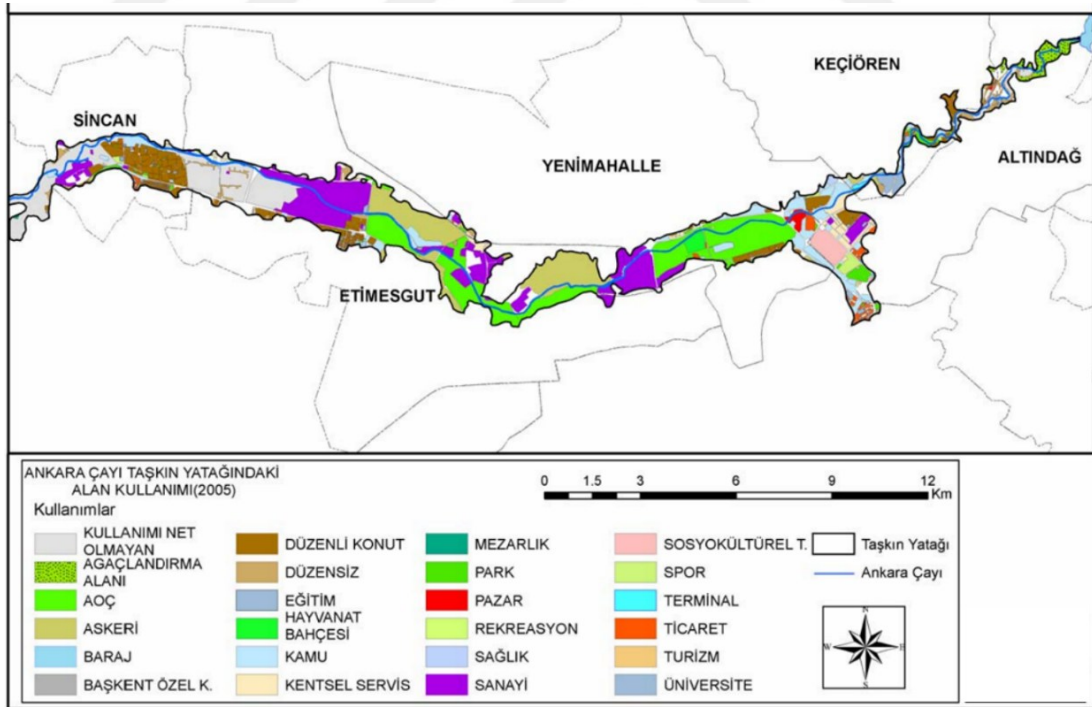 KEÇİÖREN
SİNCAN
YENİMAHALLE
ALTINDAĞ
ETİMESGUT
ANKARA ÇAYI TAŞKIN YATAĞINDAKİ
ALAN KULLANIMI(2005)
Kullanımlar
0 1.5 3 6 9 12
Km
KULLANIMI NET
OLMAYAN
AGAÇLANDIRMA
ALANI
AOÇ
ASKERİ
BARAJ
BAŞKENT ÖZEL K.
DÜZENLİ KONUT
DÜZENSİZ
EĞİTİM
HAYVANAT
BAHÇESİ
KAMU
KENTSEL SERVİS
MEZARLIK
PARK
PAZAR
REKREASYON
SAĞLIK
SANAYİ
SOSYOKÜLTÜREL T.
SPOR
TERMİNAL
TİCARET
TURİZM
ÜNİVERSİTE
Taşkın Yatağı
Ankara Çayı
N
W E
S